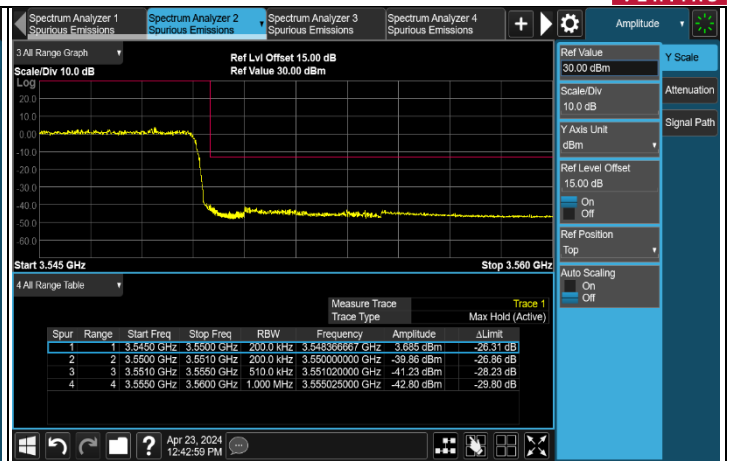 Spectrum Analyzer 1
Spurious Emissions
Spectrum Analyzer 2
Spurious Emissions
Spectrum Analyzer 3
Spurious Emissions
Spectrum Analyzer 4
Spurious Emissions
+
Amplitude
3 All Range Graph
Ref Lvl Offset 15.00 dB
Scale/Div 10.0 dB
Ref Value 30.00 dBm
Log
20.0
10.0
0.00
-10.0
-20.0
-30.0
-40.0
-50.0
-60.0
Start 3.545 GHz
Stop 3.560 GHz
4 All Range Table
Measure Trace Trace 1
Trace Type Max Hold (Active)
Spur Range Start Freq Stop Freq RBW Frequency Amplitude ΔLimit
1 1 3.5450 GHz 3.5500 GHz 200.0 kHz 3.548366667 GHz 3.685 dBm -26.31 dB
2 2 3.5500 GHz 3.5510 GHz 200.0 kHz 3.550000000 GHz -39.86 dBm -26.86 dB
3 3 3.5510 GHz 3.5550 GHz 510.0 kHz 3.551020000 GHz -41.23 dBm -28.23 dB
4 4 3.5550 GHz 3.5600 GHz 1.000 MHz 3.555025000 GHz -42.80 dBm -29.80 dB
Ref Value
30.00 dBm
Scale/Div
10.0 dB
Y Axis Unit
dBm
Ref Level Offset
15.00 dB
On
Off
Ref Position
Top
Auto Scaling
On
Off
Y Scale
Attenuation
Signal Path
?
Apr 23, 2024
12:42:59 PM